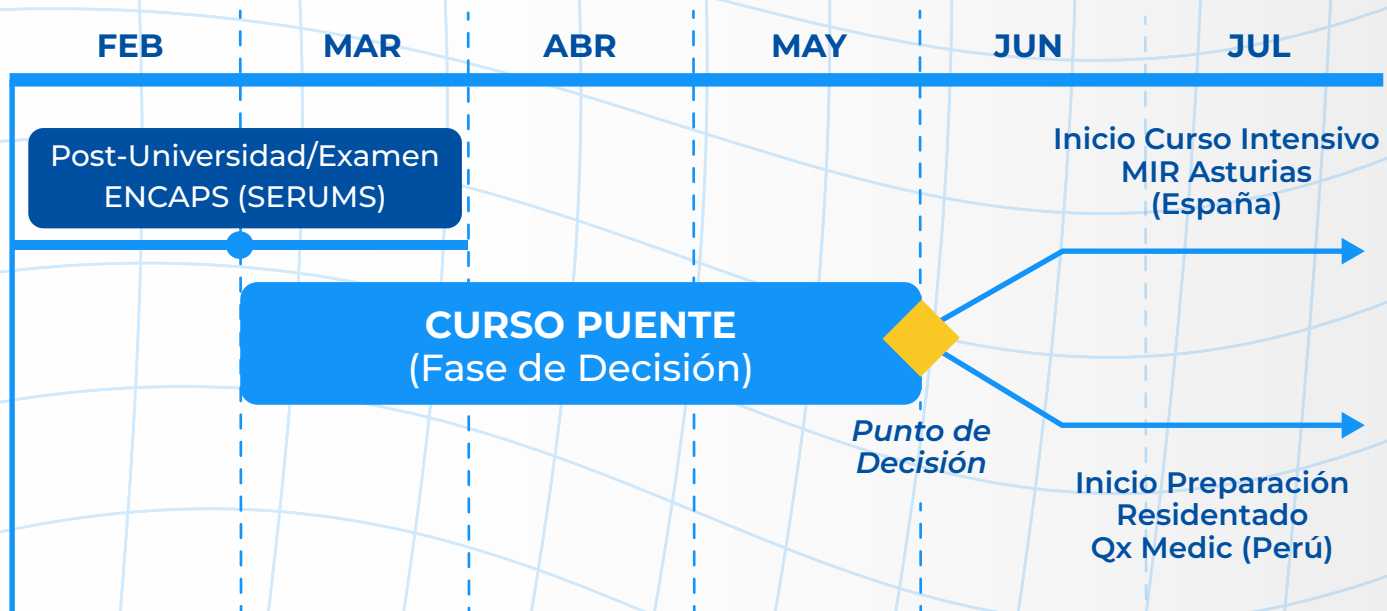 FEB MAR ABR MAY JUN JUL
Post-Universidad/Examen
ENCAPS (SERUMS)
Inicio Curso Intensivo
MIR Asturias
(España)
CURSO PUENTE
(Fase de Decisión)
Punto de
Decisión
Inicio Preparación
Residentado
Qx Medic (Perú)